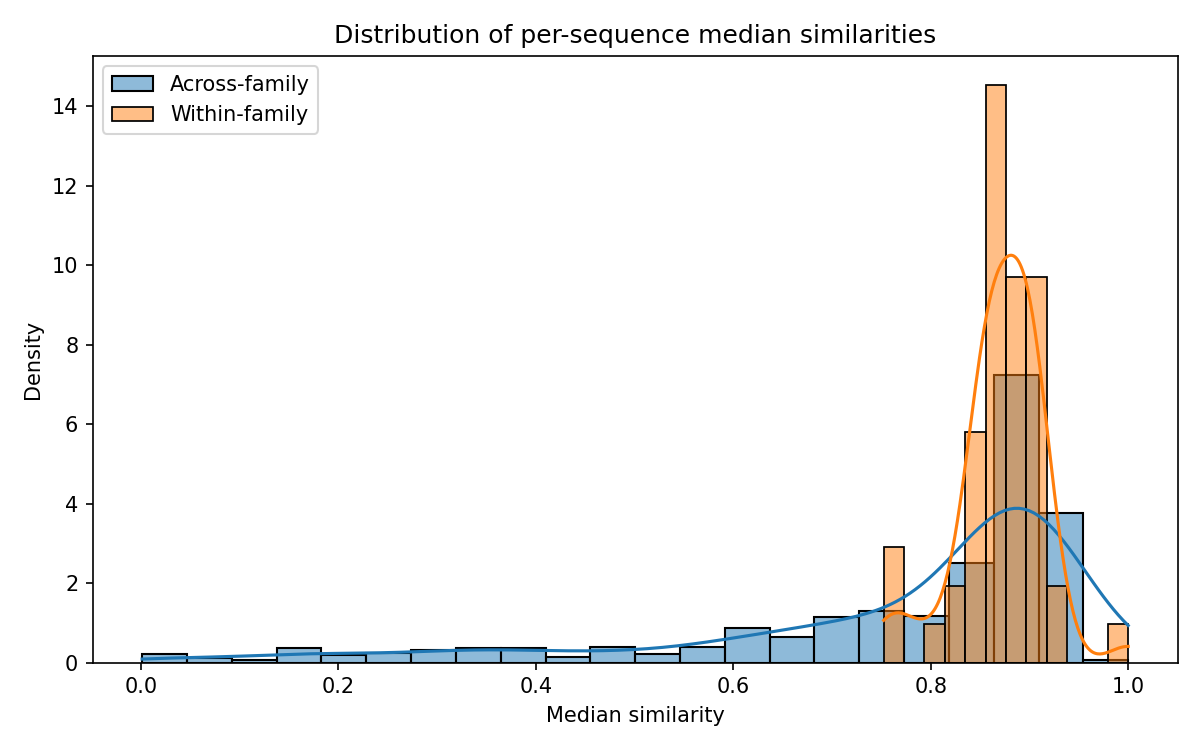 Distribution of per-sequence median similarities
Across-family
Within-family
Density
14
12
10
8
6
4
2
0
0.0 0.2 0.4 0.6 0.8 1.0
Median similarity